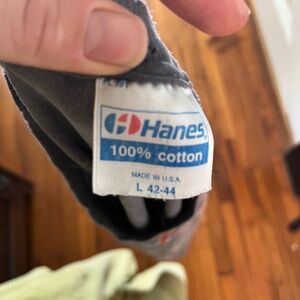 Hanes
100% cotton
MADE IN U.S.A.
L 42-44